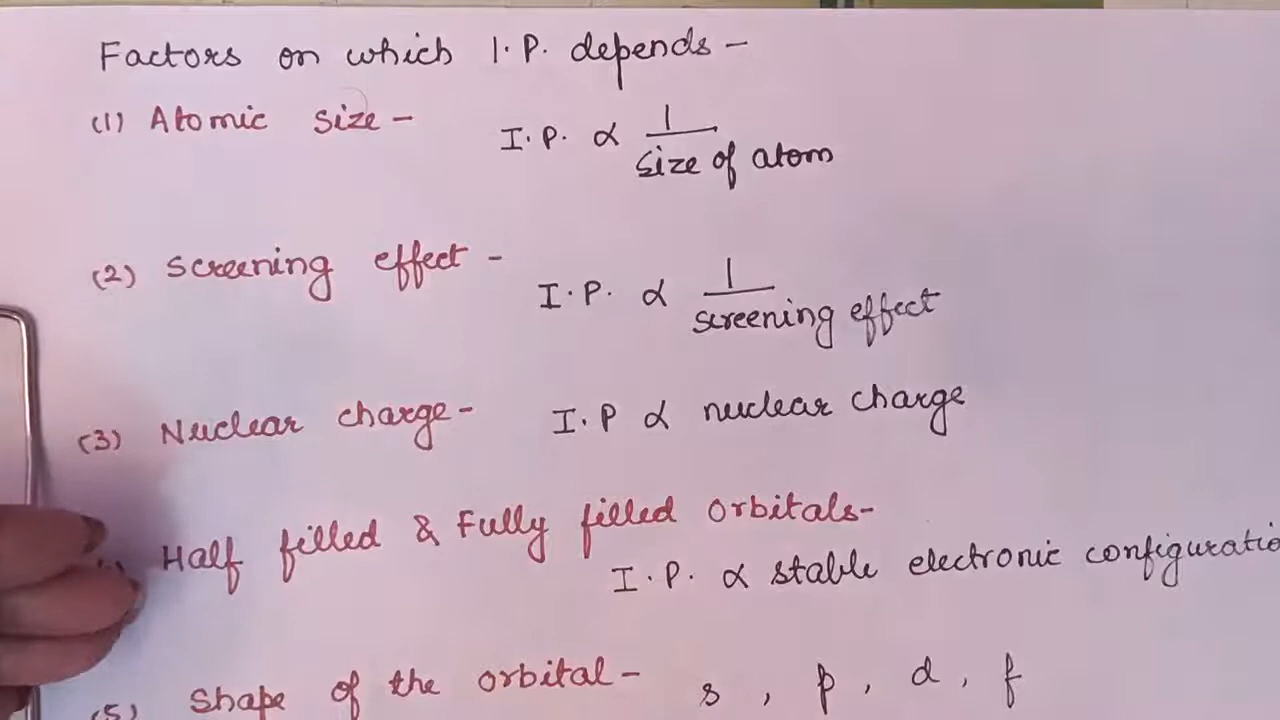 Factors on which I.P. depends -
(1) Atomic size - I.P. ∝ 1/size of atom
(2) Screening effect - I.P. ∝ 1/screening effect
(3) Nuclear charge - I.P ∝ nuclear charge
Half filled & Fully filled orbitals -
I.P. ∝ stable electronic configuratio
(5) Shape of the orbital - s, p, d, f